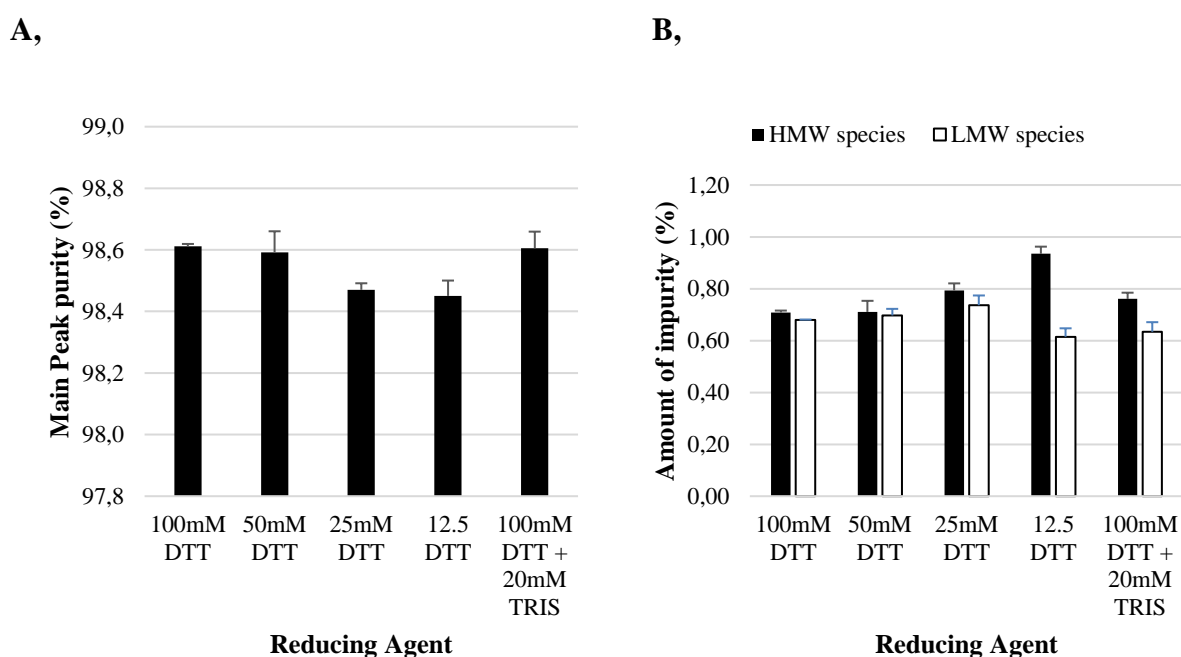 A,
Main Peak purity (%)
99,0
98,8
98,6
98,4
98,2
98,0
97,8
100mM
DTT
50mM
DTT
25mM
DTT
12.5
DTT
100mM
DTT +
20mM
TRIS
Reducing Agent
B,
HMW species
LMW species
Amount of impurity (%)
1,20
1,00
0,80
0,60
0,40
0,20
0,00
100mM
DTT
50mM
DTT
25mM
DTT
12.5
DTT
100mM
DTT +
20mM
TRIS
Reducing Agent